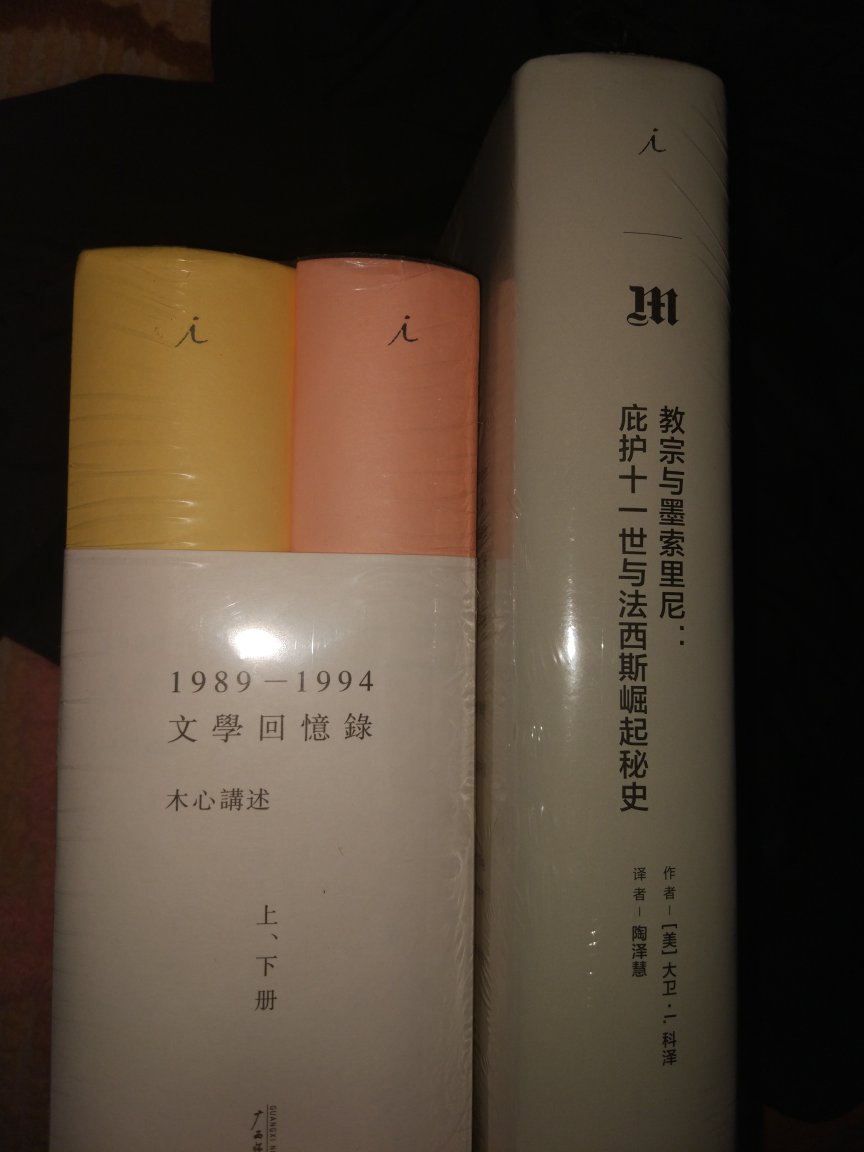 i
i
1989—1994
文學回憶錄
木心講述
上、下册
GUANGXI N
i
M
教宗与墨索里尼：
庇护十一世与法西斯崛起秘史
作者—[美]大卫·I.科泽
译者—陶泽慧